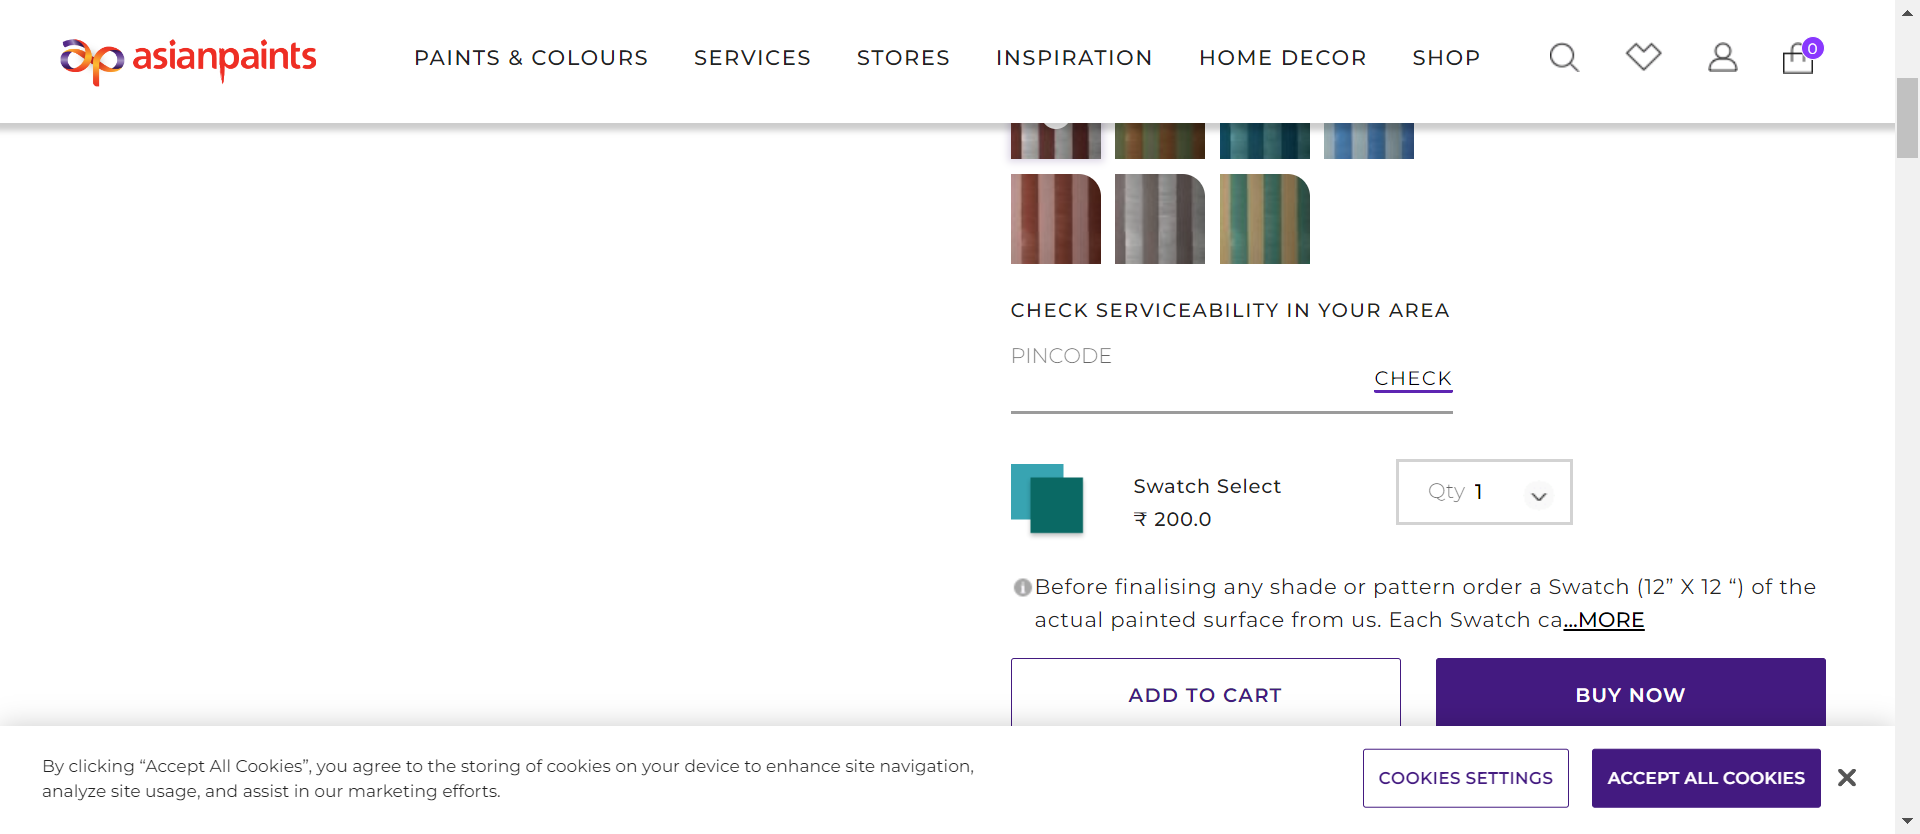 asianpaints
PAINTS & COLOURS SERVICES STORES INSPIRATION HOME DECOR SHOP
0
CHECK SERVICEABILITY IN YOUR AREA
PINCODE
CHECK
Swatch Select
₹ 200.0
Qty 1
Before finalising any shade or pattern order a Swatch (12” X 12 “) of the
actual painted surface from us. Each Swatch ca...MORE
ADD TO CART
BUY NOW
By clicking “Accept All Cookies”, you agree to the storing of cookies on your device to enhance site navigation,
analyze site usage, and assist in our marketing efforts.
COOKIES SETTINGS
ACCEPT ALL COOKIES